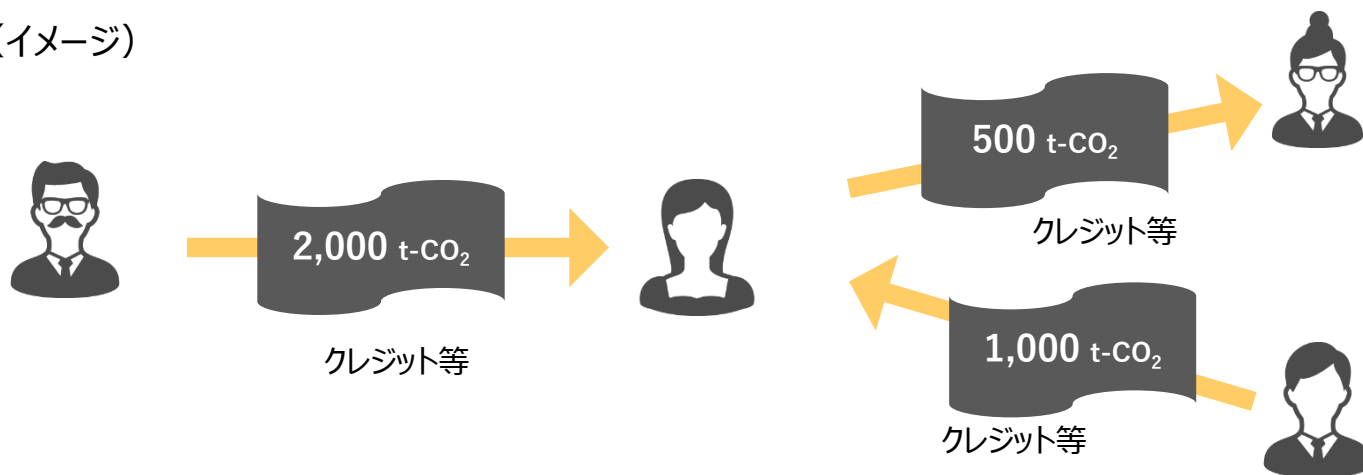 （イメージ）
500 t-CO₂
クレジット等
2,000 t-CO₂
クレジット等
1,000 t-CO₂
クレジット等